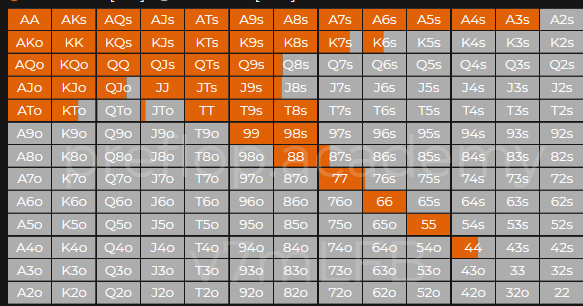 AA AKs AQs AJs ATs A9s A8s A7s A6s A5s A4s A3s A2s
AKo KK KQs KJs KTs K9s K8s K7s K6s K5s K4s K3s K2s
AQo KQo QQ QJs QTs Q9s Q8s Q7s Q6s Q5s Q4s Q3s Q2s
AJo KJo QJo JJ JTs J9s J8s J7s J6s J5s J4s J3s J2s
ATo KTo QTo JTo TT T9s T8s T7s T6s T5s T4s T3s T2s
A9o K9o Q9o J9o T9o 99 98s 97s 96s 95s 94s 93s 92s
A8o K8o Q8o J8o T8o 98o 88 87s 86s 85s 84s 83s 82s
preflop.academy
A7o K7o Q7o J7o T7o 97o 87o 77 76s 75s 74s 73s 72s
A6o K6o Q6o J6o T6o 96o 86o 76o 66 65s 64s 63s 62s
A5o K5o Q5o J5o T5o 95o 85o 75o 65o 55 54s 53s 52s
A4o K4o Q4o J4o T4o 94o 84o 74o 64o 54o 44 43s 42s
A3o K3o Q3o J3o T3o 93o 83o 73o 63o 53o 43o 33 32s
A2o K2o Q2o J2o T2o 92o 82o 72o 62o 52o 42o 32o 22